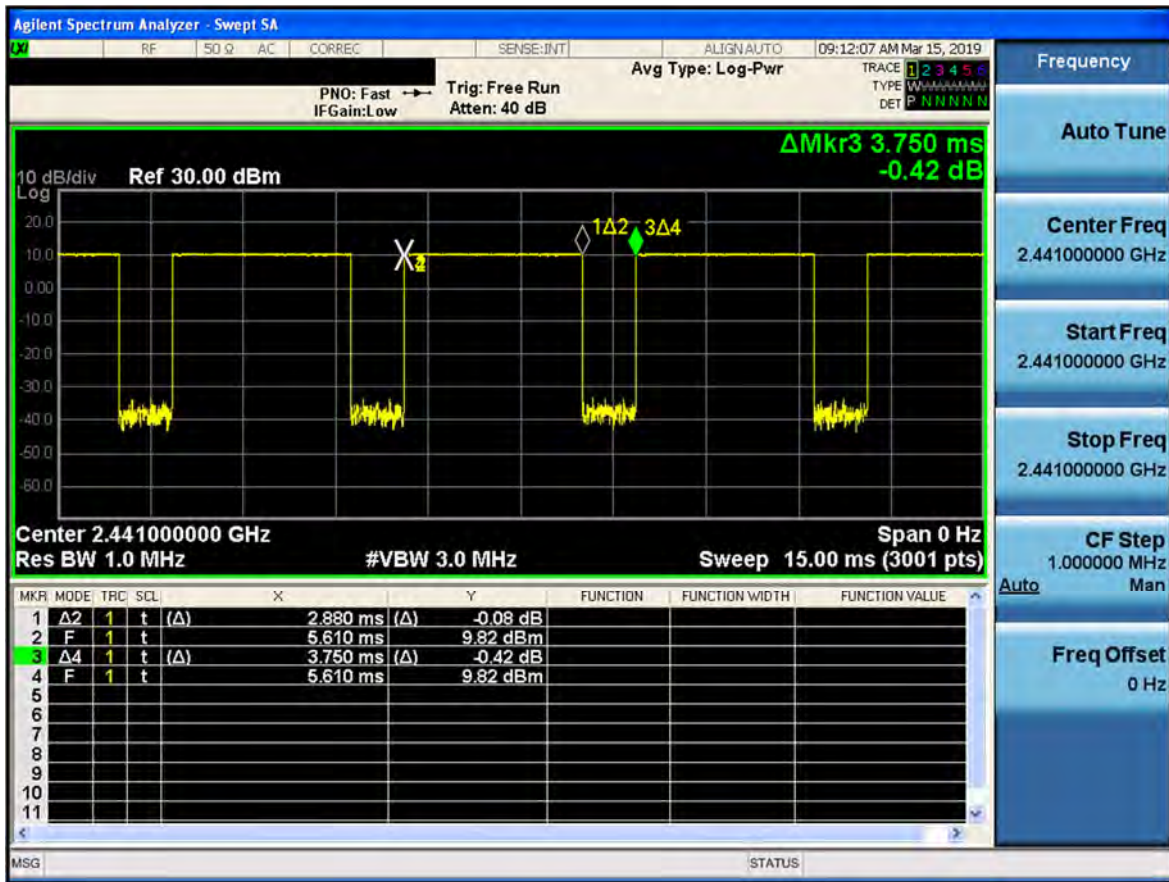 Agilent Spectrum Analyzer - Swept SA
LXI RF 50 Ω AC CORREC SENSE:INT ALIGNAUTO 09:12:07 AM Mar 15, 2019
PNO: Fast
IFGain:Low
Trig: Free Run
Atten: 40 dB
Avg Type: Log-Pwr
TRACE 1 2 3 4 5 6
TYPE
DET P N N N N N
ΔMkr3 3.750 ms
-0.42 dB
10 dB/div Ref 30.00 dBm
Log
20.0
10.0
0.00
-10.0
-20.0
-30.0
-40.0
-50.0
-60.0
1Δ2 3Δ4
Center 2.441000000 GHz Span 0 Hz
Res BW 1.0 MHz #VBW 3.0 MHz Sweep 15.00 ms (3001 pts)
MKR MODE TRC SCL X Y FUNCTION FUNCTION WIDTH FUNCTION VALUE
1 Δ2 1 t (Δ) 2.880 ms (Δ) -0.08 dB
2 F 1 t 5.610 ms 9.82 dBm
3 Δ4 1 t (Δ) 3.750 ms (Δ) -0.42 dB
4 F 1 t 5.610 ms 9.82 dBm
5
6
7
8
9
10
11
MSG STATUS
Frequency
Auto Tune
Center Freq
2.441000000 GHz
Start Freq
2.441000000 GHz
Stop Freq
2.441000000 GHz
CF Step
1.000000 MHz
Auto Man
Freq Offset
0 Hz